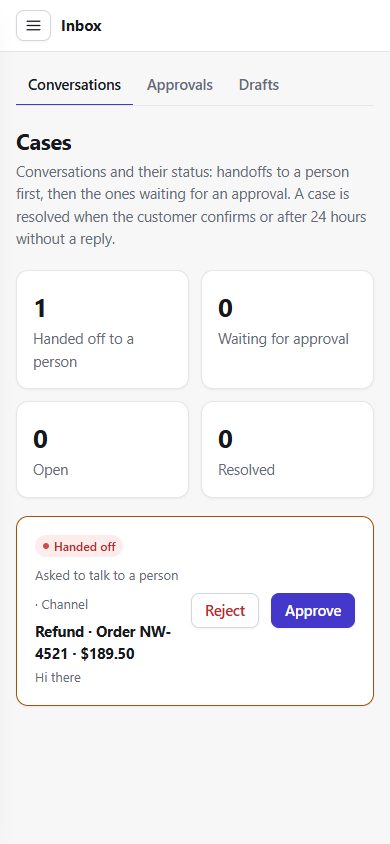 Inbox
Conversations
Approvals
Drafts
Cases
Conversations and their status: handoffs to a person
first, then the ones waiting for an approval. A case is
resolved when the customer confirms or after 24 hours
without a reply.
1
Handed off to a
person
0
Waiting for approval
0
Open
0
Resolved
Handed off
Asked to talk to a person
· Channel
Refund · Order NW-
4521 · $189.50
Hi there
Reject
Approve